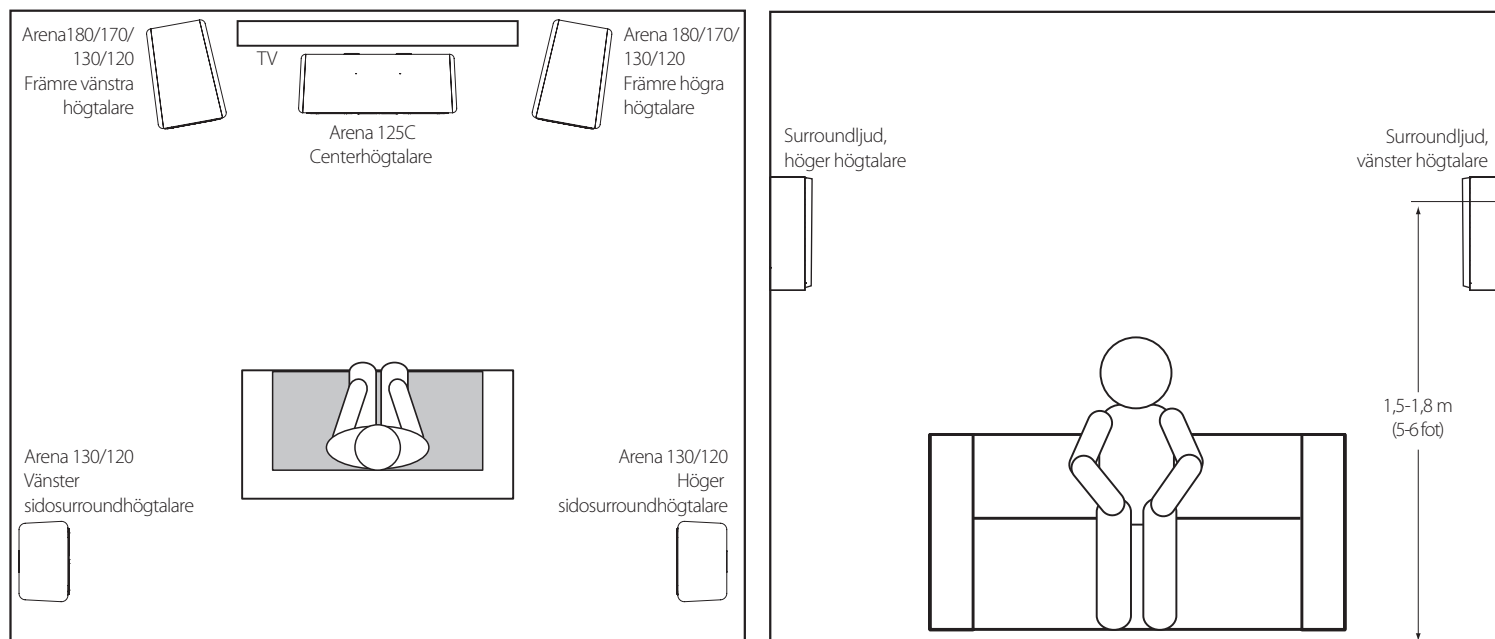 Arena180/170/
130/120
Främre vänstra
högtalare
TV
Arena 180/170/
130/120
Främre högra
högtalare
Arena 125C
Centerhögtalare
Arena 130/120
Vänster
sidosurroundhögtalare
Arena 130/120
Höger
sidosurroundhögtalare
Surroundljud,
höger högtalare
Surroundljud,
vänster högtalare
1,5-1,8 m
(5-6 fot)